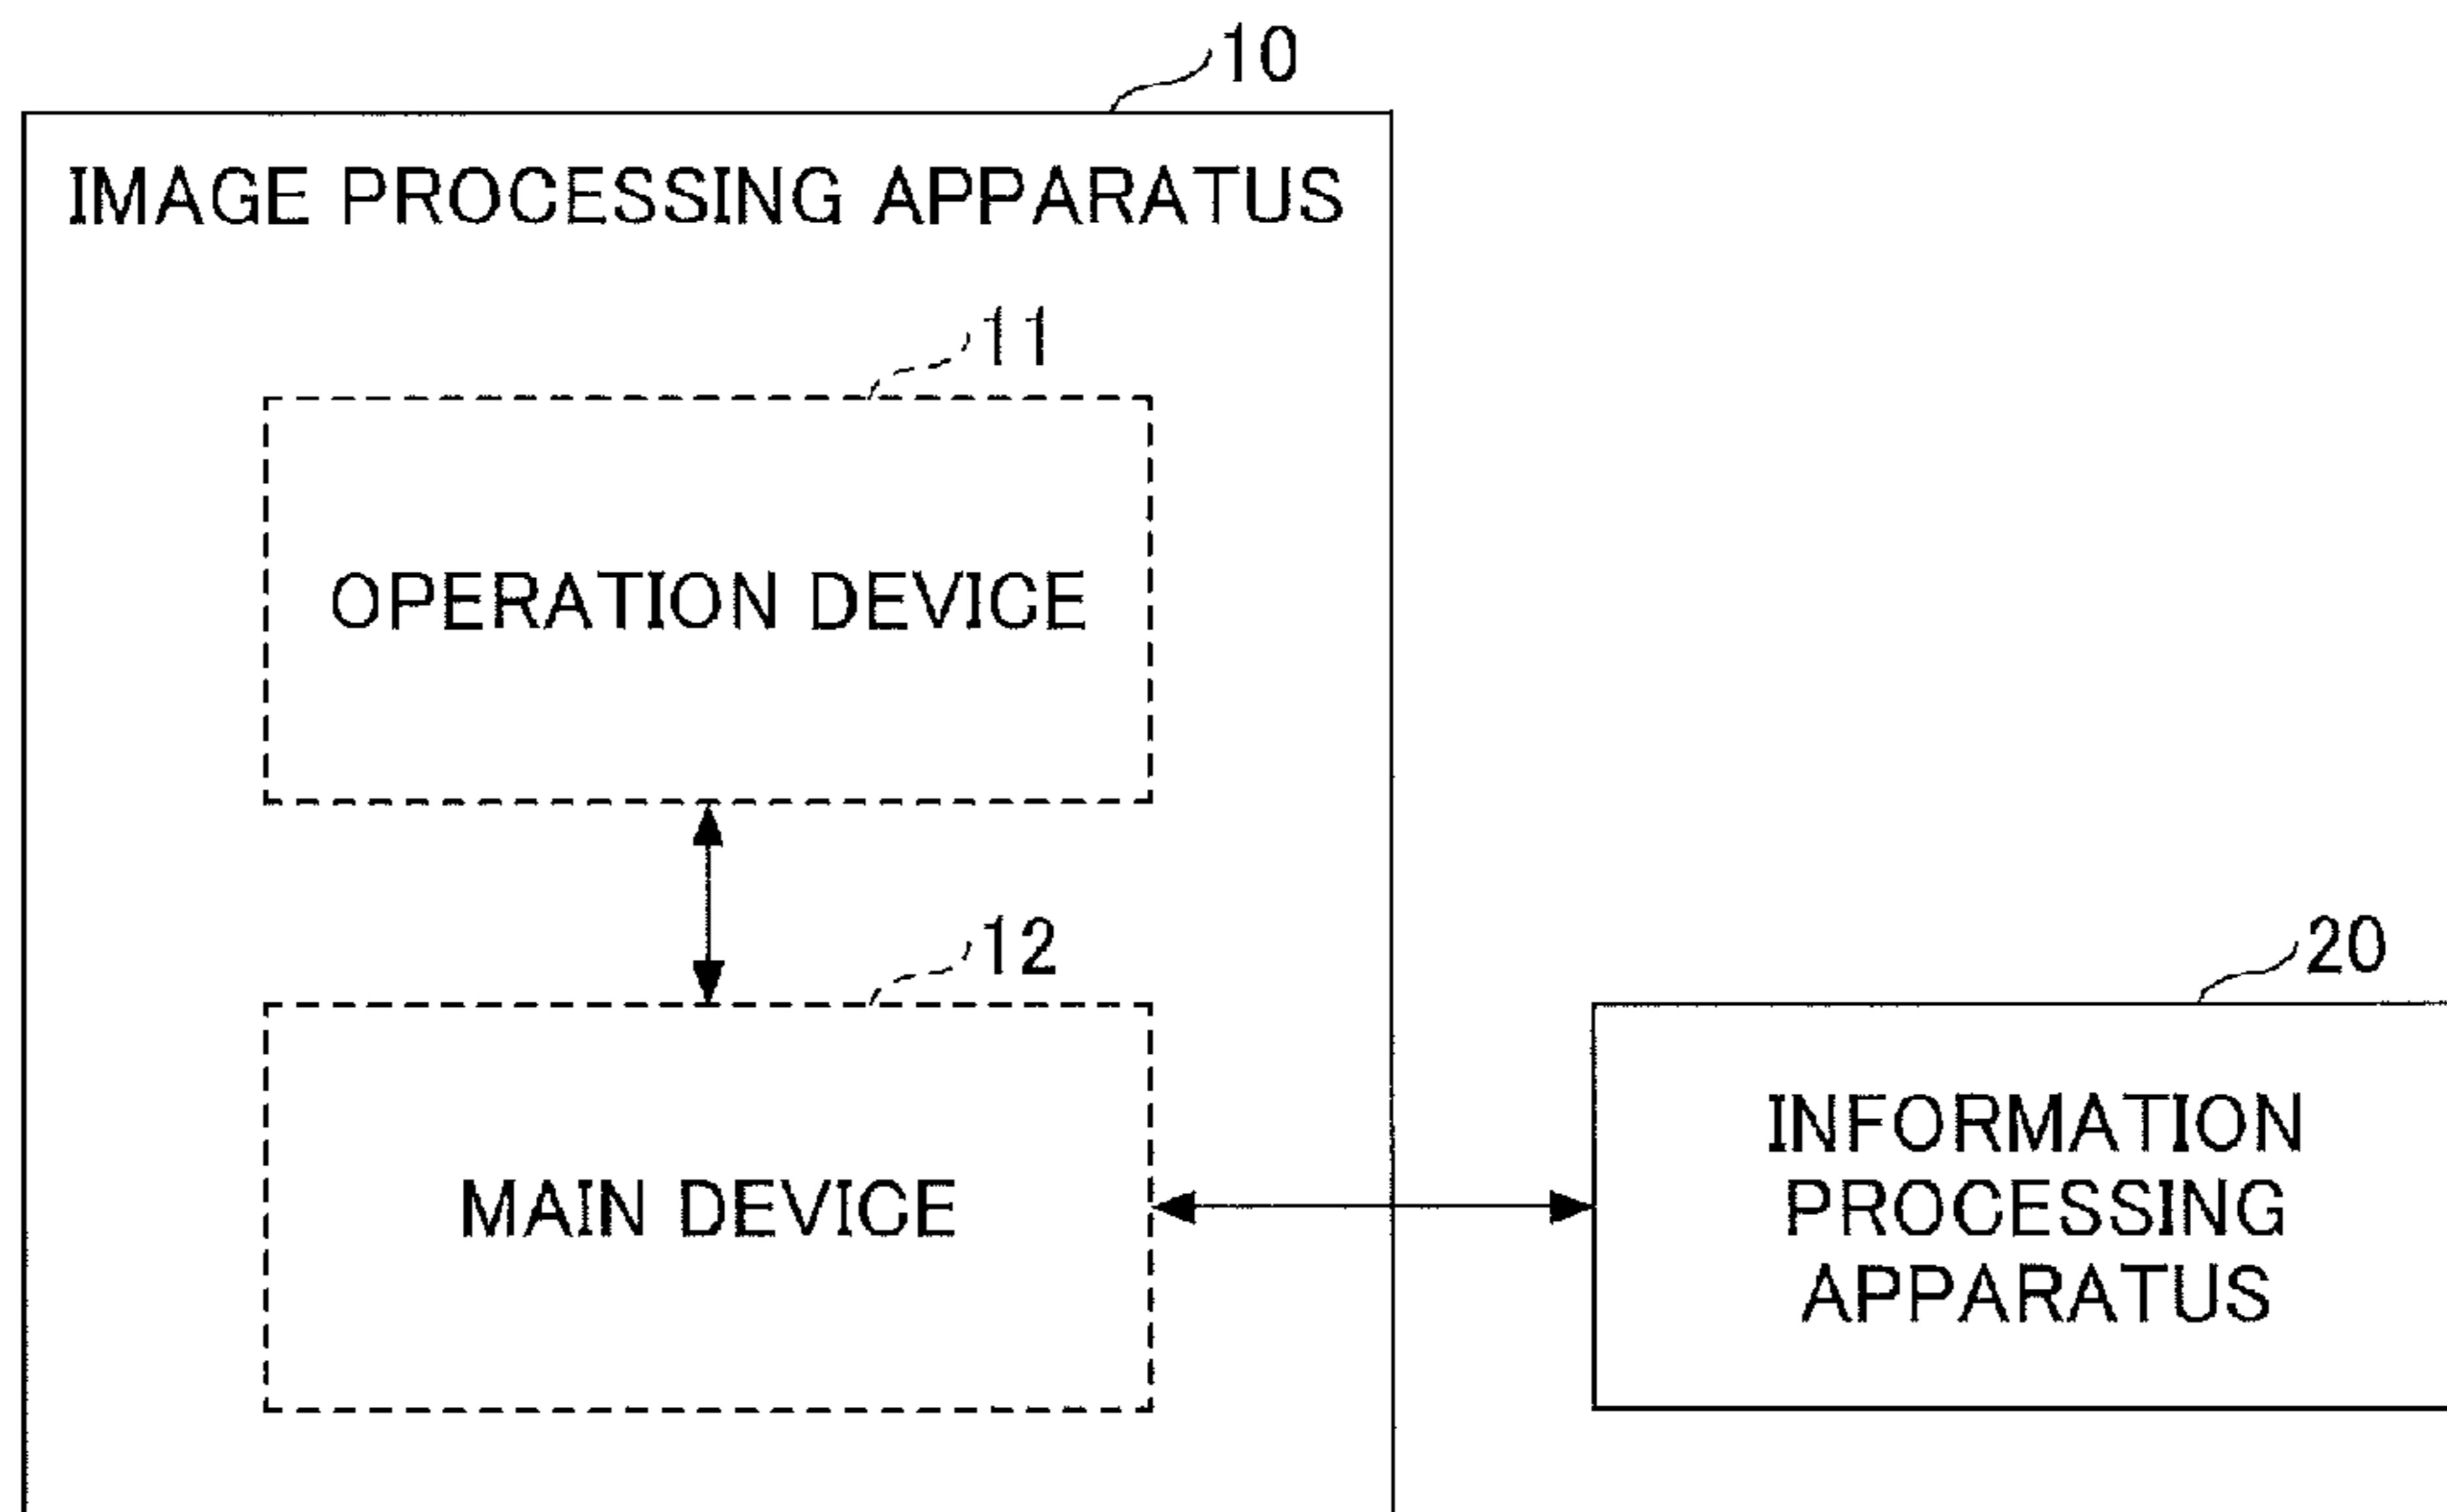 10
IMAGE PROCESSING APPARATUS
11
OPERATION DEVICE
12
MAIN DEVICE
20
INFORMATION
PROCESSING
APPARATUS